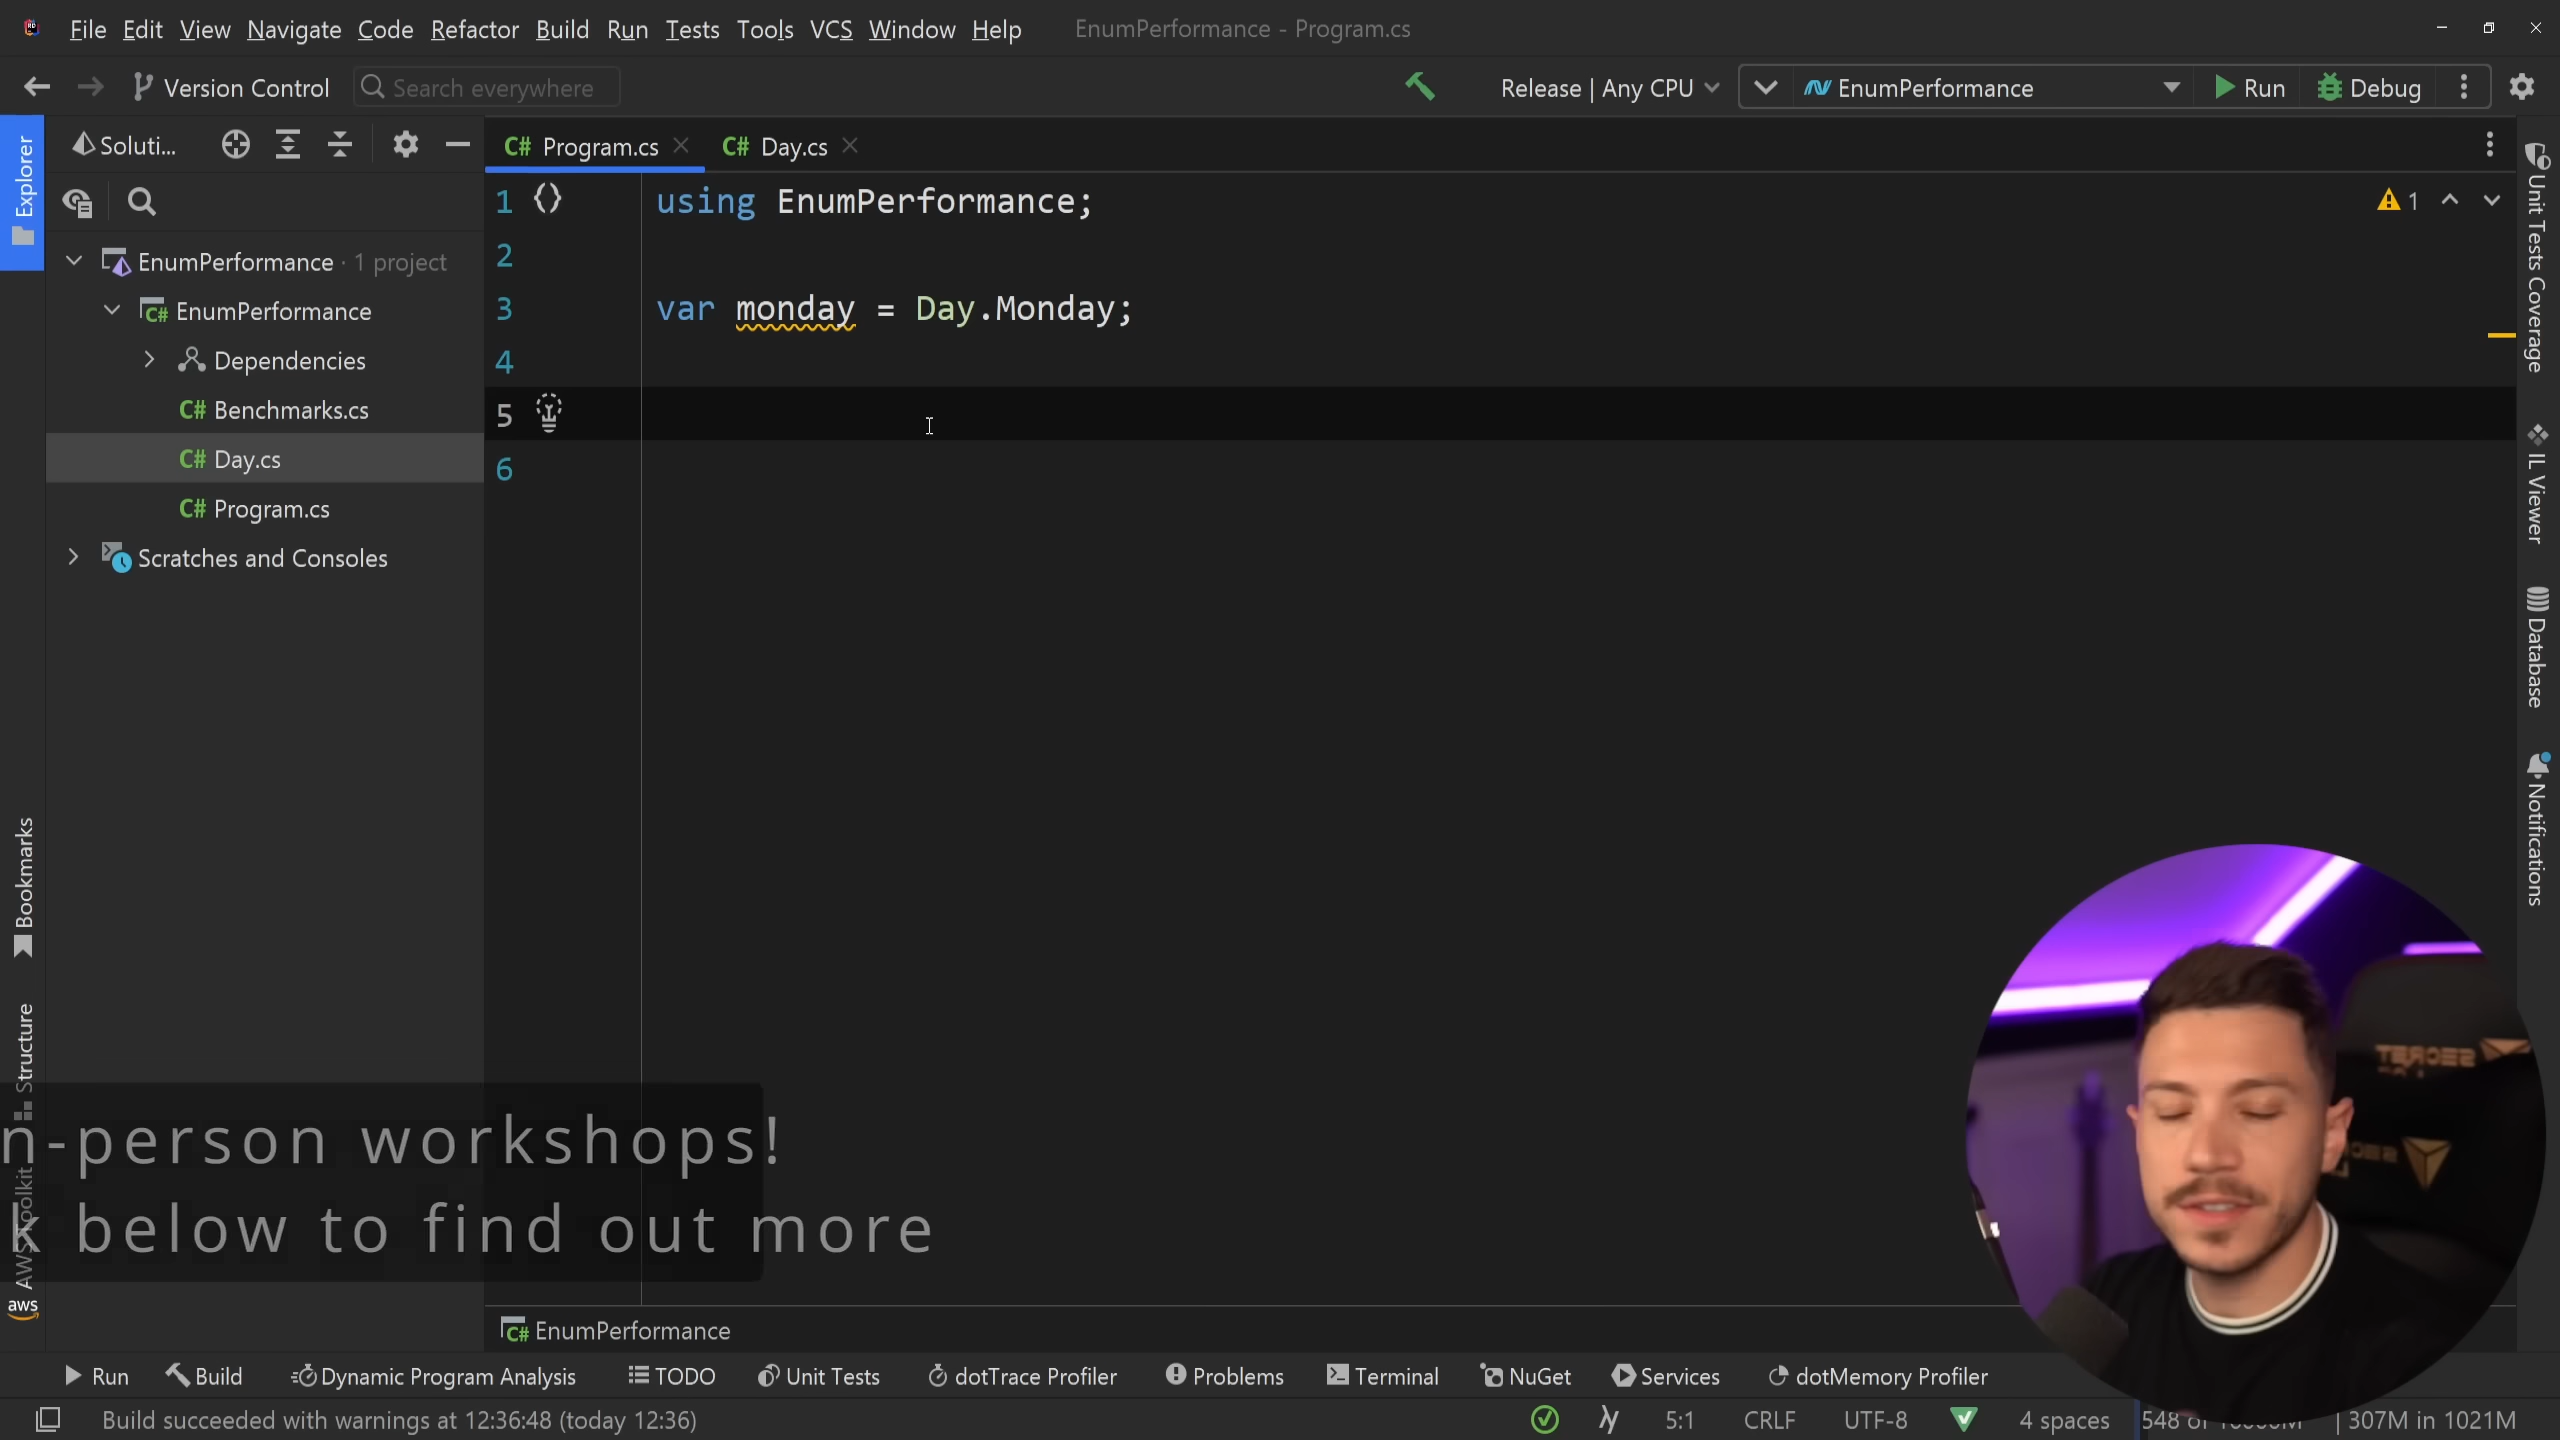 File Edit View Navigate Code Refactor Build Run Tests Tools VCS Window Help EnumPerformance - Program.cs
Version Control Search everywhere Release | Any CPU EnumPerformance Run Debug
Explorer
Soluti...
C# Program.cs C# Day.cs
EnumPerformance · 1 project
C# EnumPerformance
Dependencies
C# Benchmarks.cs
C# Day.cs
C# Program.cs
Scratches and Consoles
1 using EnumPerformance;
2
3 var monday = Day.Monday;
4
5
6
1
Unit Tests Coverage
IL Viewer
Database
Notifications
Bookmarks
Structure
AWS Toolkit
aws
n-person workshops!
k below to find out more
SECRET
C# EnumPerformance
Run Build Dynamic Program Analysis TODO Unit Tests dotTrace Profiler Problems Terminal NuGet Services dotMemory Profiler
Build succeeded with warnings at 12:36:48 (today 12:36) 5:1 CRLF UTF-8 4 spaces 548 of 307M in 1021M